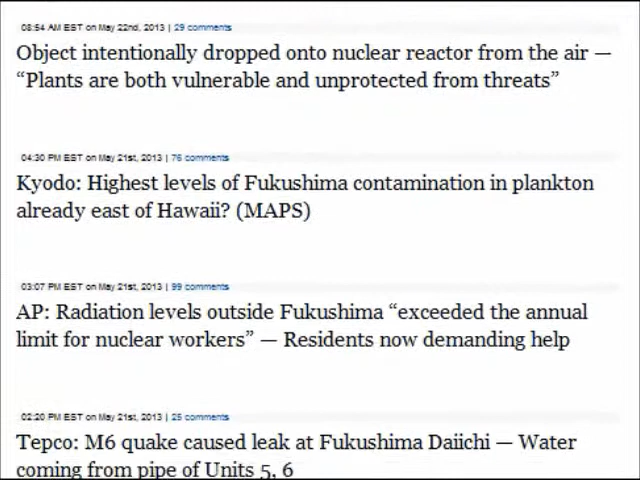 08:54 AM EST on May 22nd, 2013 | 29 comments
Object intentionally dropped onto nuclear reactor from the air —
“Plants are both vulnerable and unprotected from threats”
04:30 PM EST on May 21st, 2013 | 76 comments
Kyodo: Highest levels of Fukushima contamination in plankton
already east of Hawaii? (MAPS)
03:07 PM EST on May 21st, 2013 | 99 comments
AP: Radiation levels outside Fukushima “exceeded the annual
limit for nuclear workers” — Residents now demanding help
02:20 PM EST on May 21st, 2013 | 25 comments
Tepco: M6 quake caused leak at Fukushima Daiichi — Water
coming from pipe of Units 5, 6